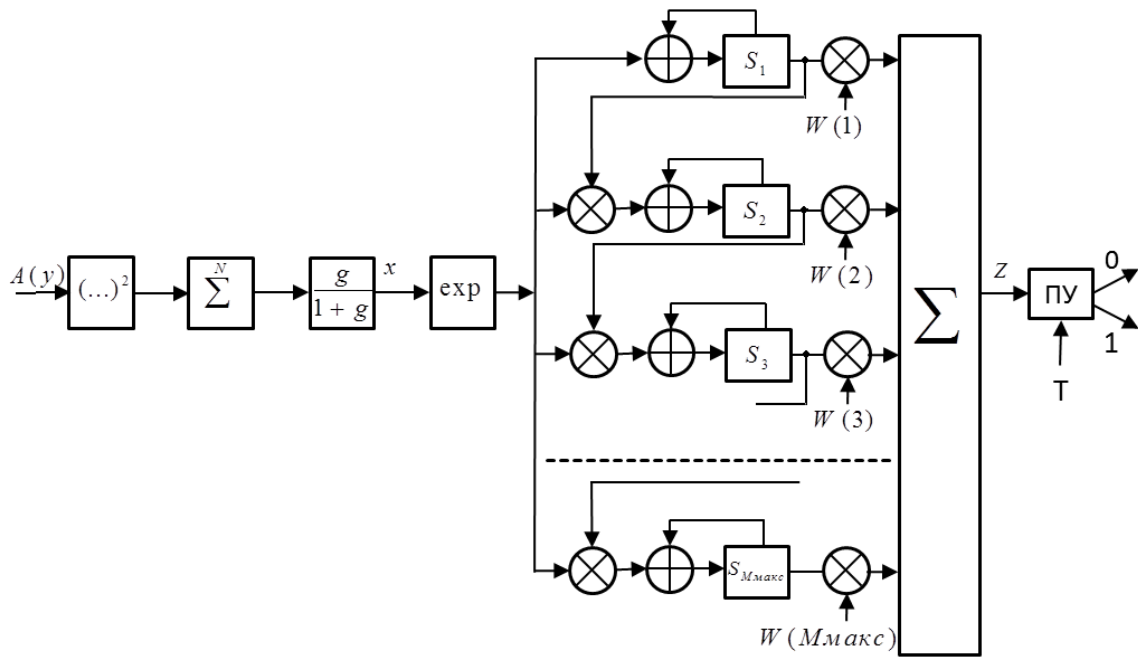 A(y)
(...)²
N
∑
g
1 + g
x
exp
S₁
W(1)
S₂
W(2)
S₃
W(3)
S_Ммакс
W(Ммакс)
∑
Z
ПУ
0
1
T